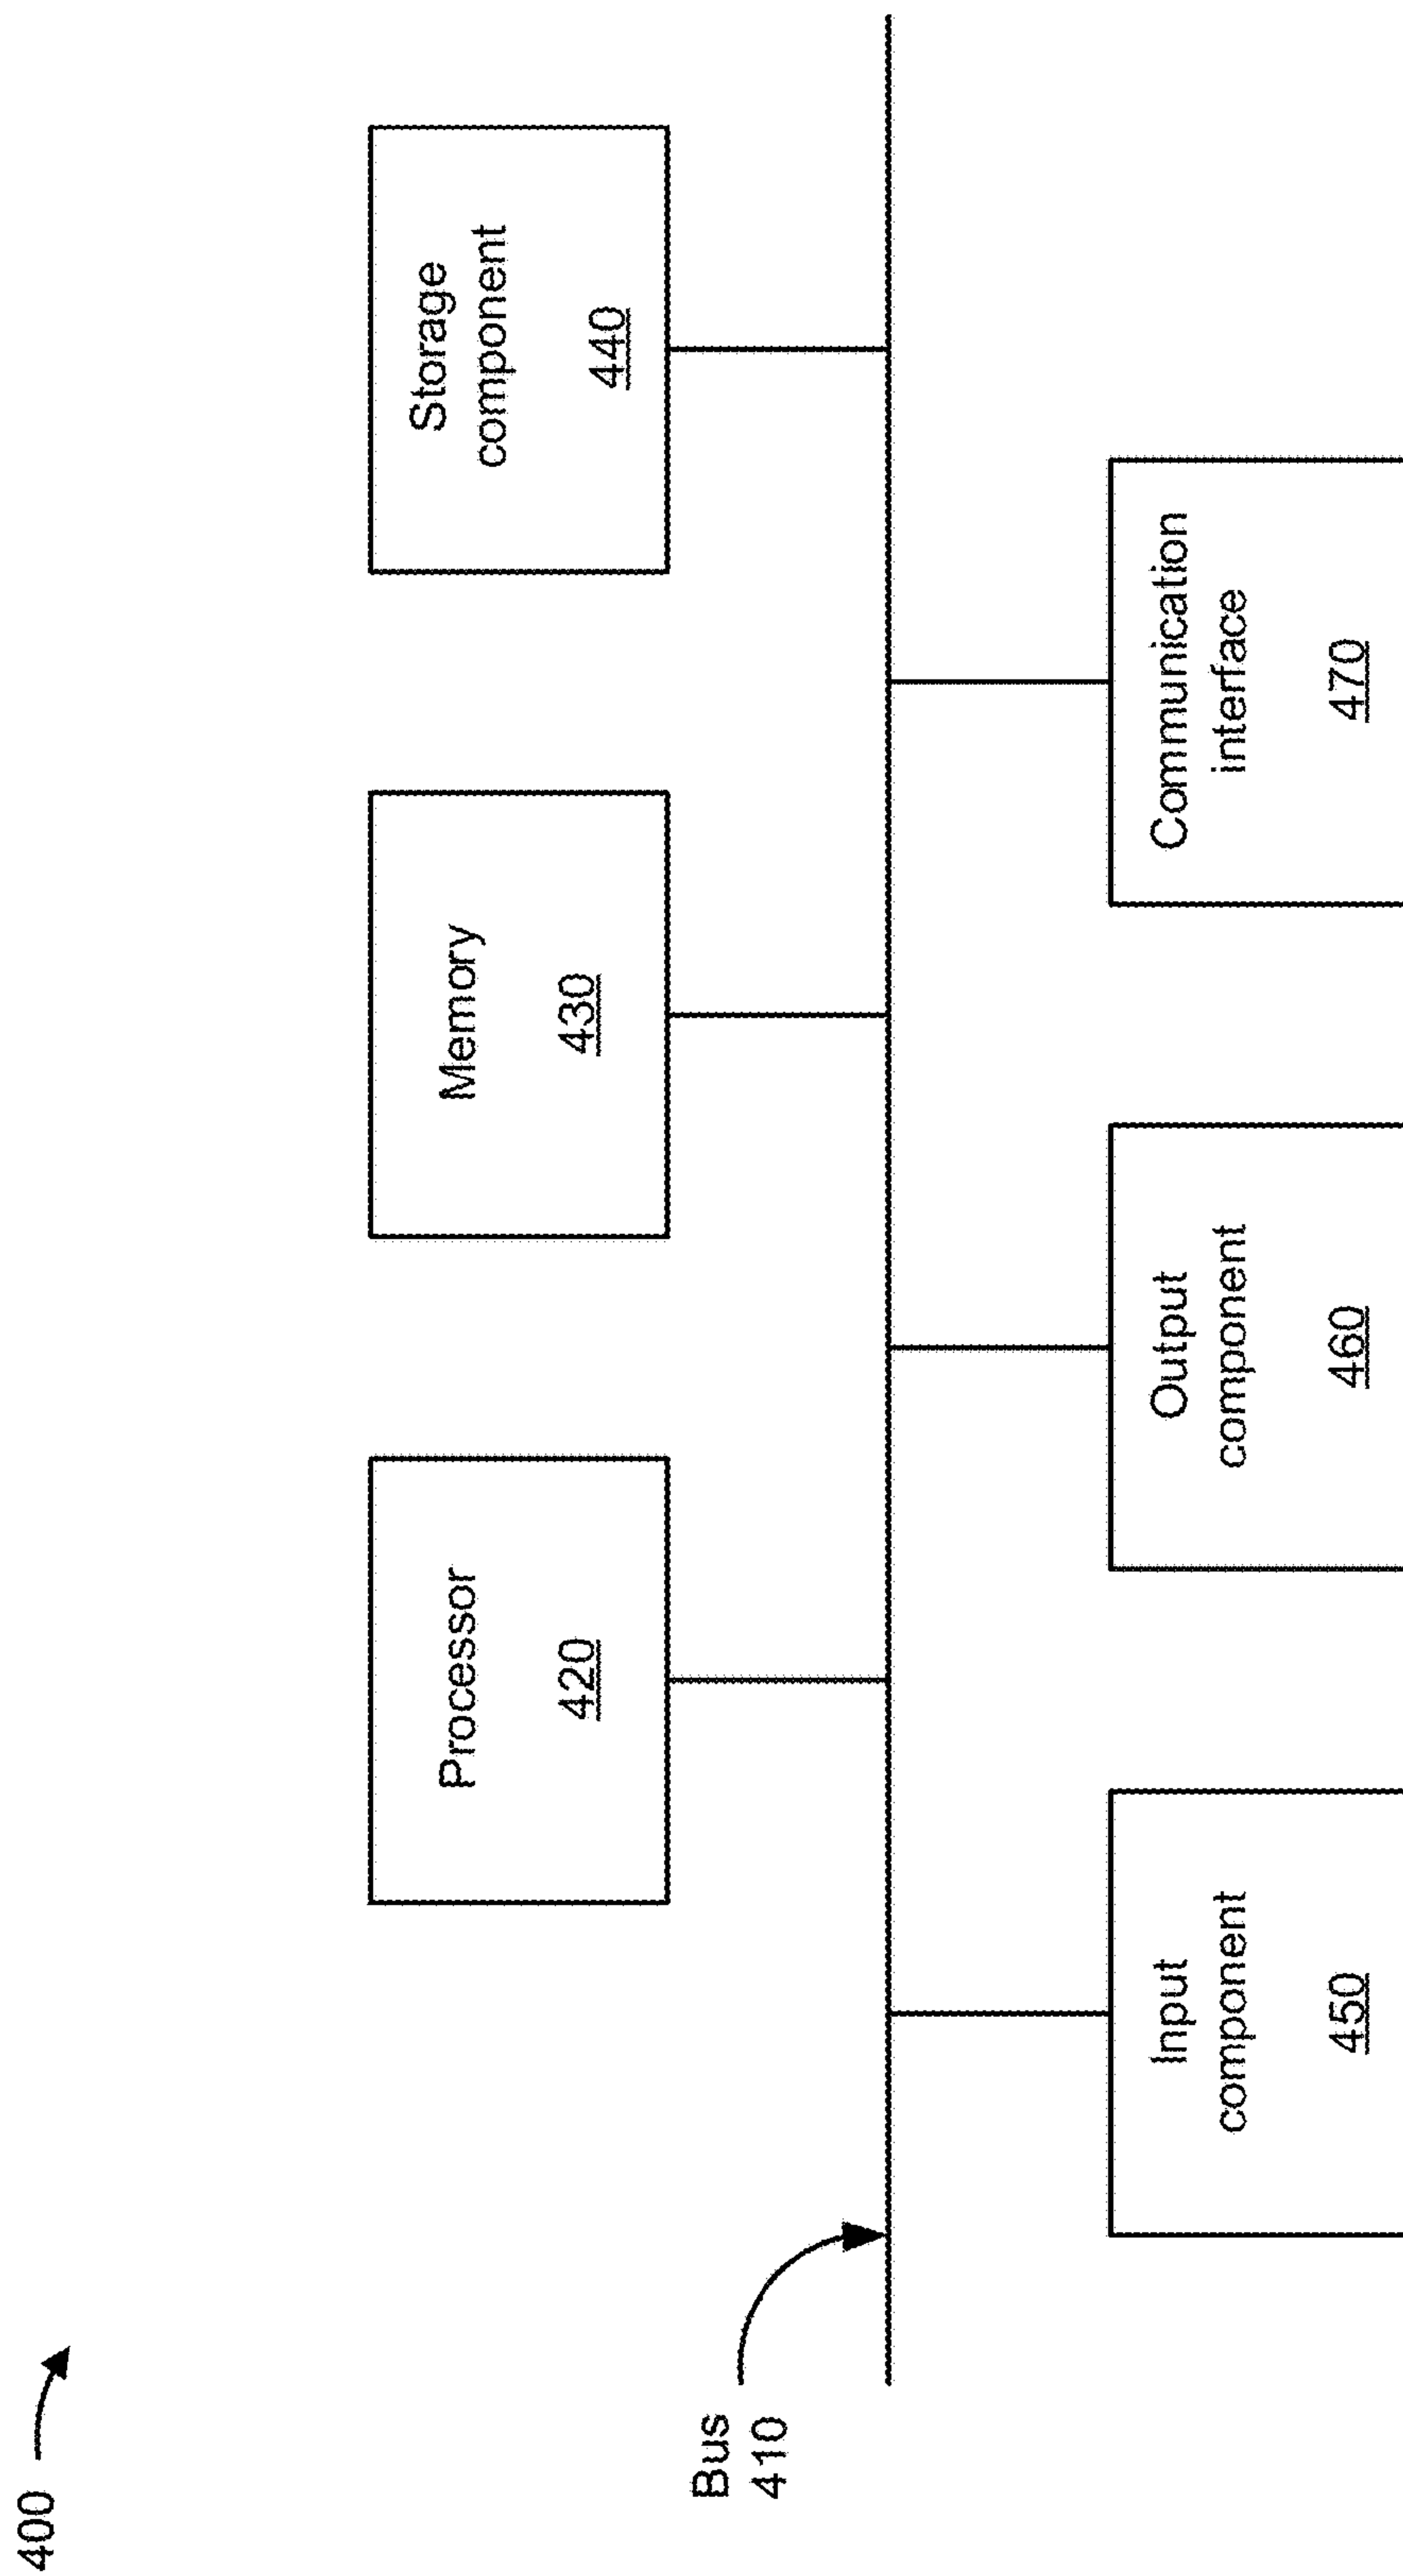 400
Processor
420
Memory
430
Storage
component
440
Bus
410
Input
component
450
Output
component
460
Communication
interface
470